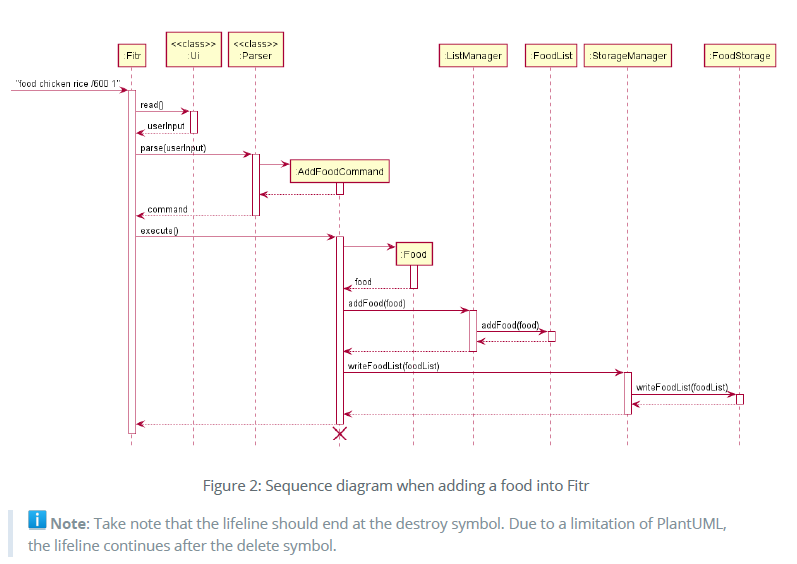 <<class>> <<class>>
:Fitr :Ui :Parser :ListManager :FoodList :StorageManager :FoodStorage
"food chicken rice /600 1"
read()
userInput
parse(userInput)
:AddFoodCommand
command
execute()
:Food
food
addFood(food)
addFood(food)
writeFoodList(foodList)
writeFoodList(foodList)
Figure 2: Sequence diagram when adding a food into Fitr
i Note: Take note that the lifeline should end at the destroy symbol. Due to a limitation of PlantUML,
the lifeline continues after the delete symbol.